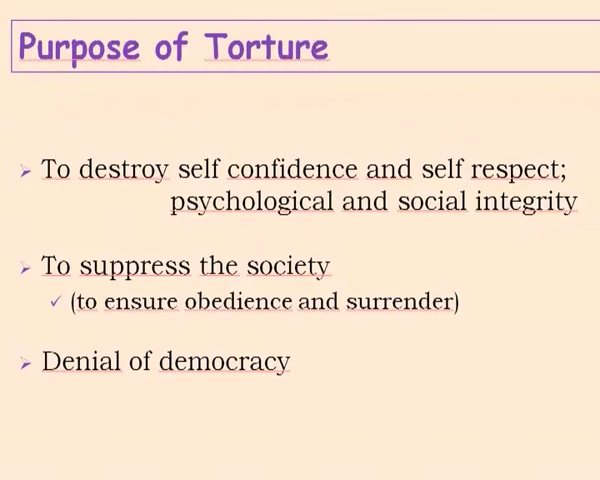 Purpose of Torture
To destroy self confidence and self respect;
psychological and social integrity
To suppress the society
(to ensure obedience and surrender)
Denial of democracy